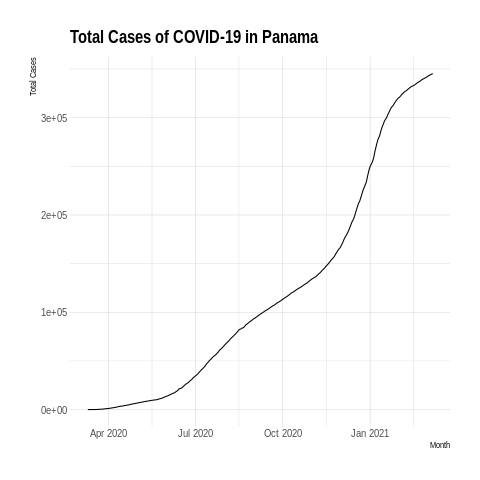 Total Cases of COVID-19 in Panama
Total Cases
3e+05
2e+05
1e+05
0e+00
Apr 2020 Jul 2020 Oct 2020 Jan 2021
Month